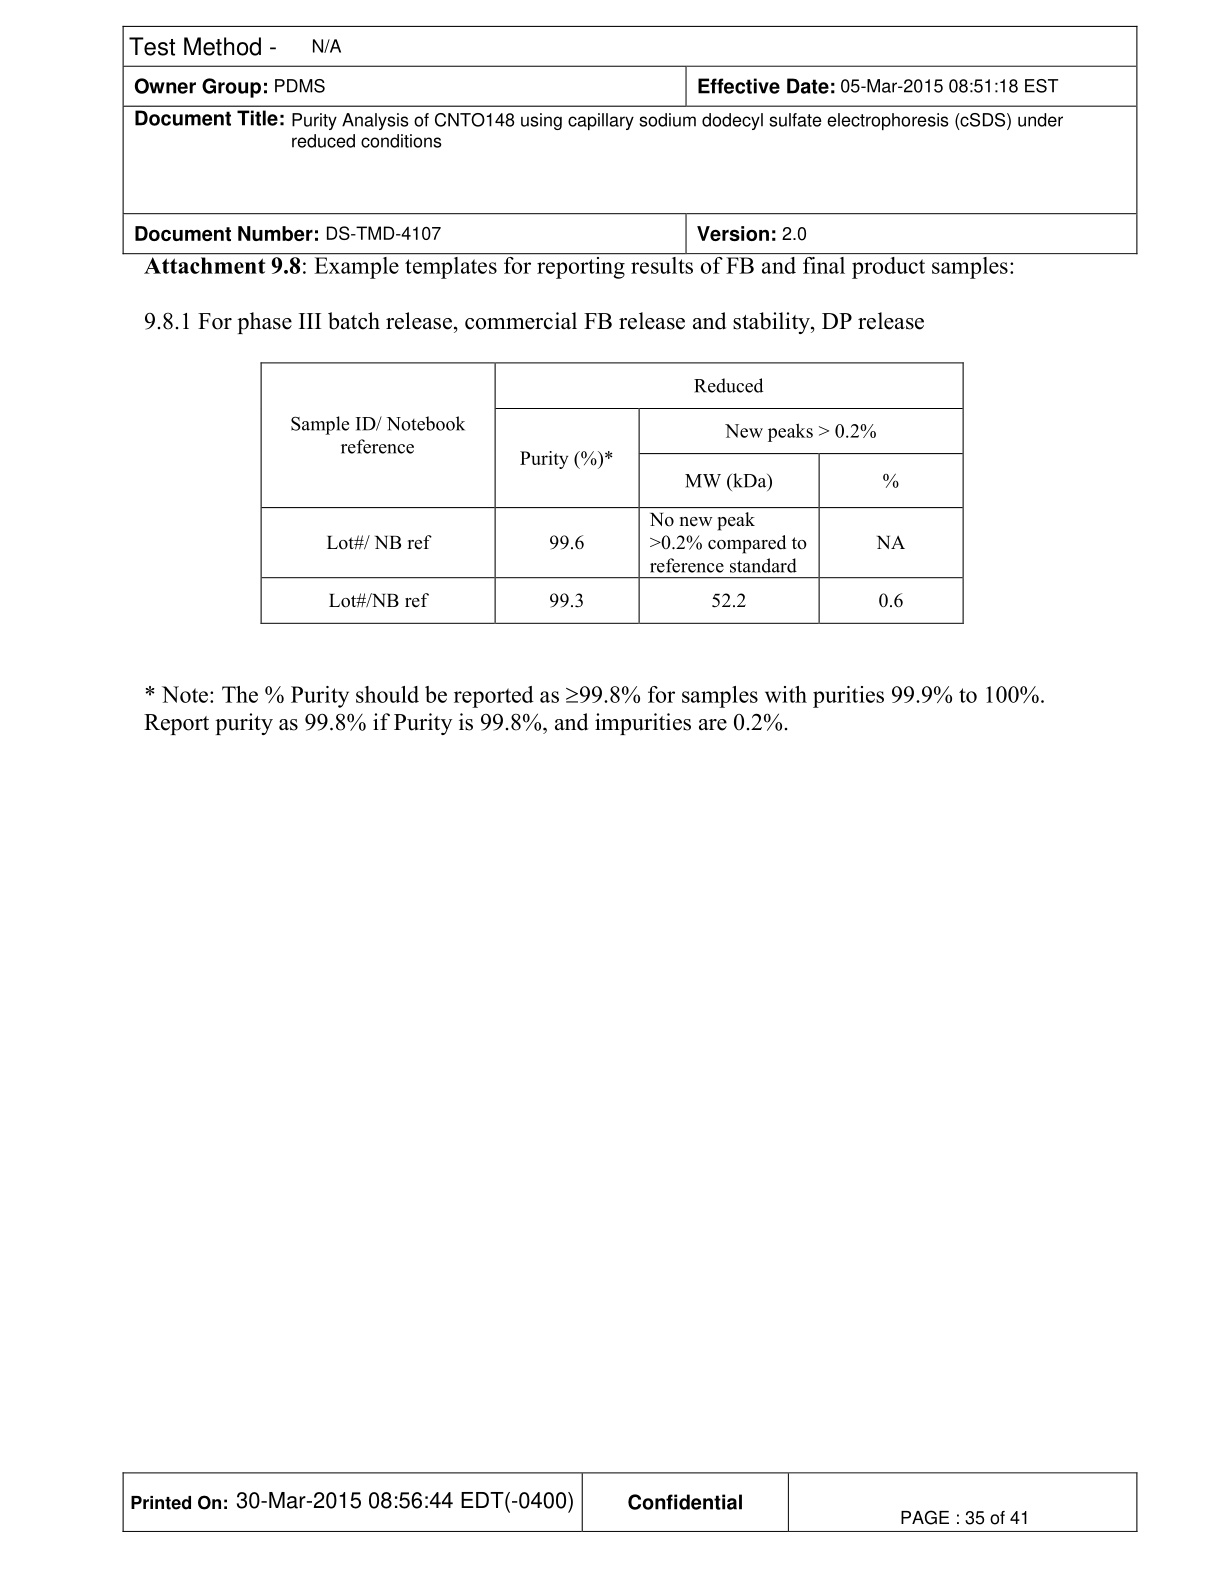 Test Method - N/A
Owner Group: PDMS
Effective Date: 05-Mar-2015 08:51:18 EST
Document Title: Purity Analysis of CNTO148 using capillary sodium dodecyl sulfate electrophoresis (cSDS) under
reduced conditions
Document Number: DS-TMD-4107
Version: 2.0
Attachment 9.8: Example templates for reporting results of FB and final product samples:
9.8.1 For phase III batch release, commercial FB release and stability, DP release
Sample ID/ Notebook
reference
Reduced
Purity (%)*
New peaks > 0.2%
MW (kDa)
%
Lot#/ NB ref
99.6
No new peak
>0.2% compared to
reference standard
NA
Lot#/NB ref
99.3
52.2
0.6
* Note: The % Purity should be reported as ≥99.8% for samples with purities 99.9% to 100%.
Report purity as 99.8% if Purity is 99.8%, and impurities are 0.2%.
Printed On: 30-Mar-2015 08:56:44 EDT(-0400)
Confidential
PAGE : 35 of 41